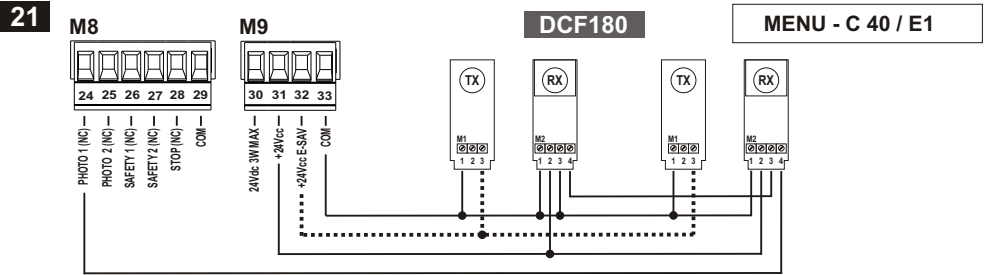 21
M8
M9
DCF180
MENU - C 40 / E1
24 25 26 27 28 29
30 31 32 33
PHOTO 1 (NC)
PHOTO 2 (NC)
SAFETY 1 (NC)
SAFETY 2 (NC)
STOP (NC)
COM
24Vdc 3W MAX
+24Vcc
+24Vcc E-SAV
COM
TX
M1
1 2 3
RX
M2
1 2 3 4
TX
M1
1 2 3
RX
M2
1 2 3 4